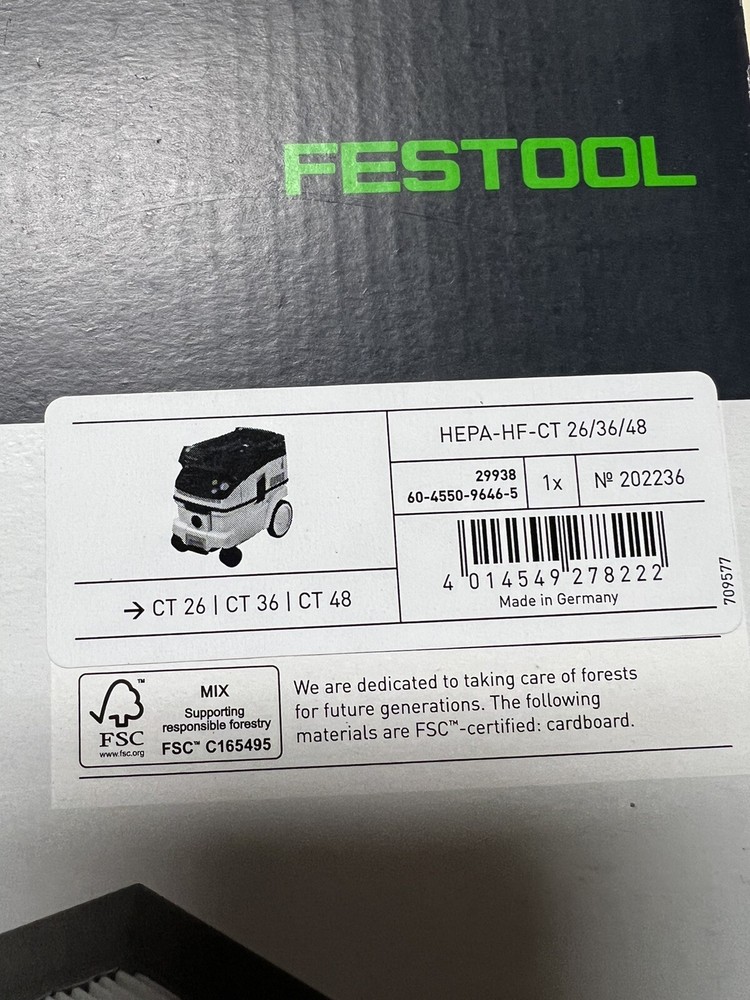 FESTOOL
HEPA-HF-CT 26/36/48
29938
60-4550-9646-5
1x
№ 202236
4 014549 278222
Made in Germany
→ CT 26 | CT 36 | CT 48
709577
FSC™
www.fsc.org
MIX
Supporting
responsible forestry
FSC™ C165495
We are dedicated to taking care of forests
for future generations. The following
materials are FSC™-certified: cardboard.